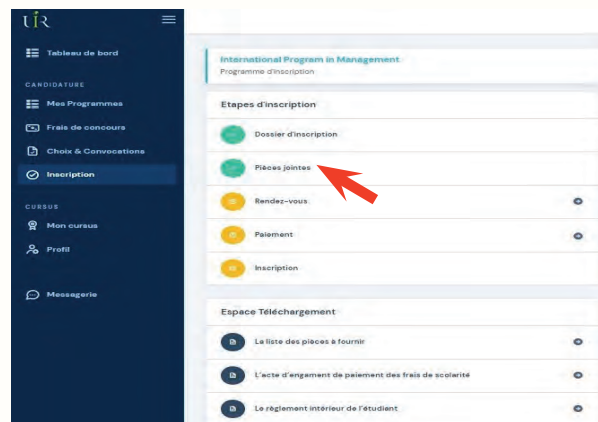 UIR
Tableau de bord
CANDIDATURE
Mes Programmes
Frais de concours
Choix & Convocations
Inscription
CURSUS
Mon cursus
Profil
Messagerie
International Program in Management
Programme d'inscription
Etapes d'inscription
Dossier d'inscription
Pièces jointes
Rendez-vous
Paiement
Inscription
Espace Téléchargement
La liste des pièces à fournir
L'acte d'engament de paiement des frais de scolarité
Le règlement intérieur de l'étudiant